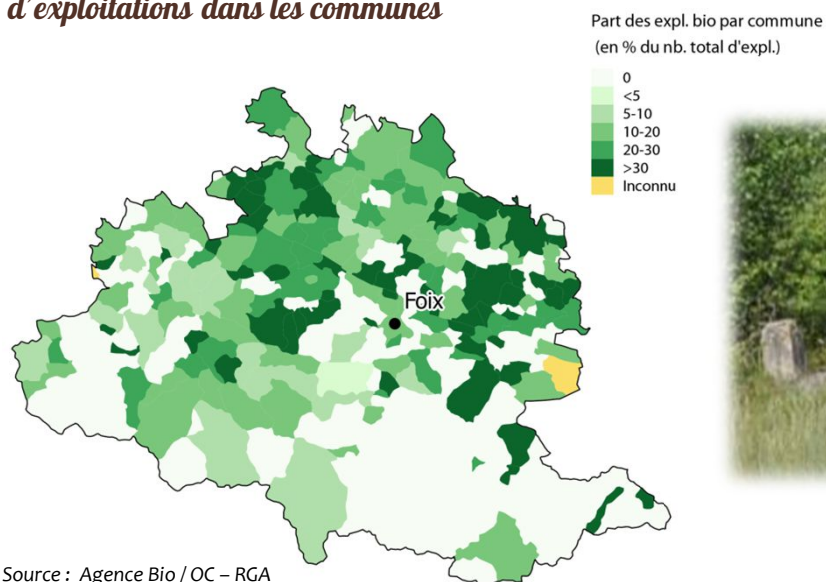 d'exploitations dans les communes
Part des expl. bio par commune
(en % du nb. total d'expl.)
0
<5
5-10
10-20
20-30
>30
Inconnu
Foix
Source : Agence Bio / OC – RGA